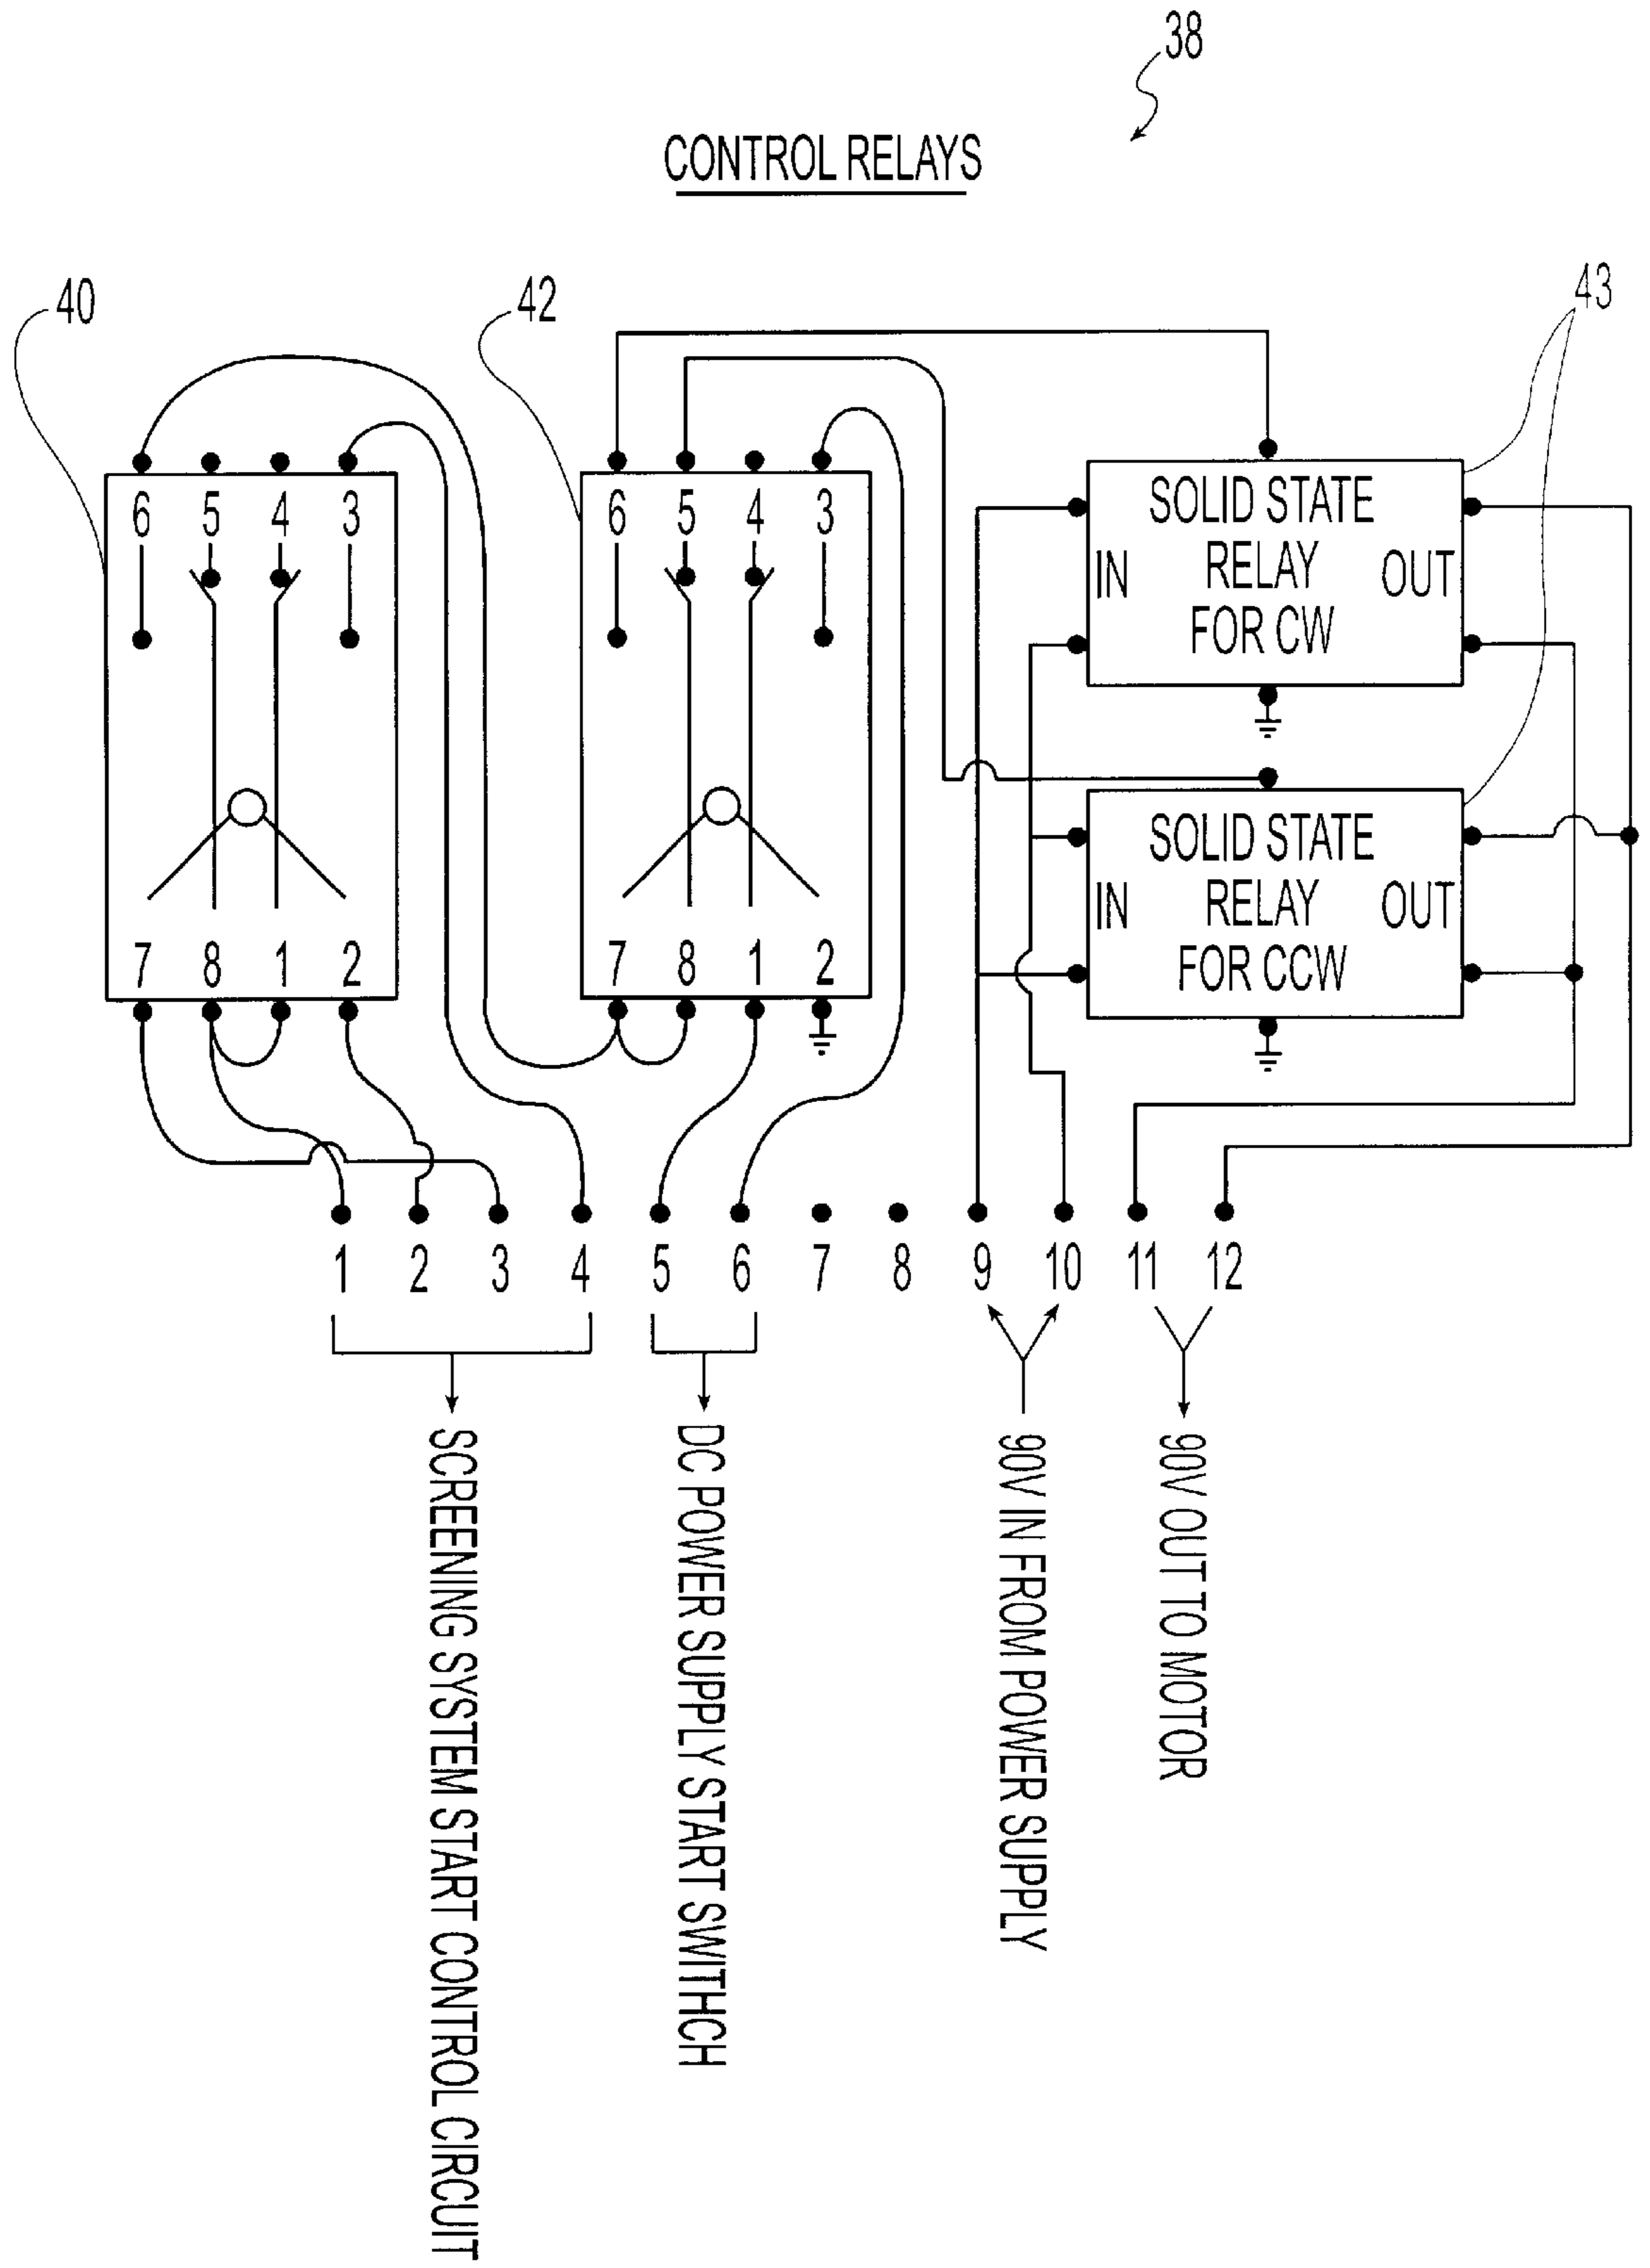 38
CONTROL RELAYS
40
42
43
6 5 4 3
7 8 1 2
6 5 4 3
7 8 1 2
SOLID STATE
RELAY
FOR CW
IN
OUT
SOLID STATE
RELAY
FOR CCW
IN
OUT
1 2 3 4 5 6 7 8 9 10 11 12
SCREENING SYSTEM START CONTROL CIRCUIT
DC POWER SUPPLY START SWITHCH
90V IN FROM POWER SUPPLY
90V OUT TO MOTOR